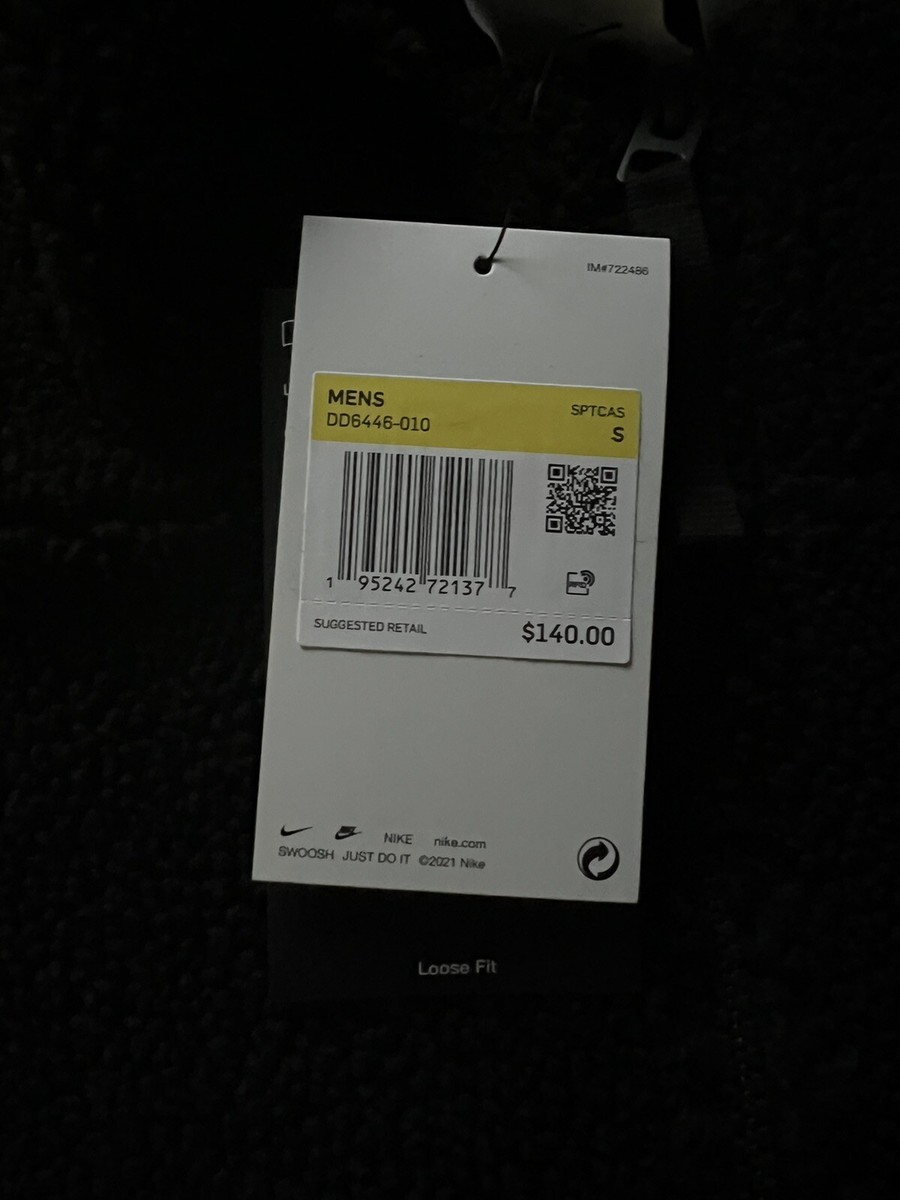 IM#722486
MENS
SPTCAS
DD6446-010
S
1 95242 72137 7
SUGGESTED RETAIL $140.00
NIKE nike.com
SWOOSH JUST DO IT ©2021 Nike
Loose Fit